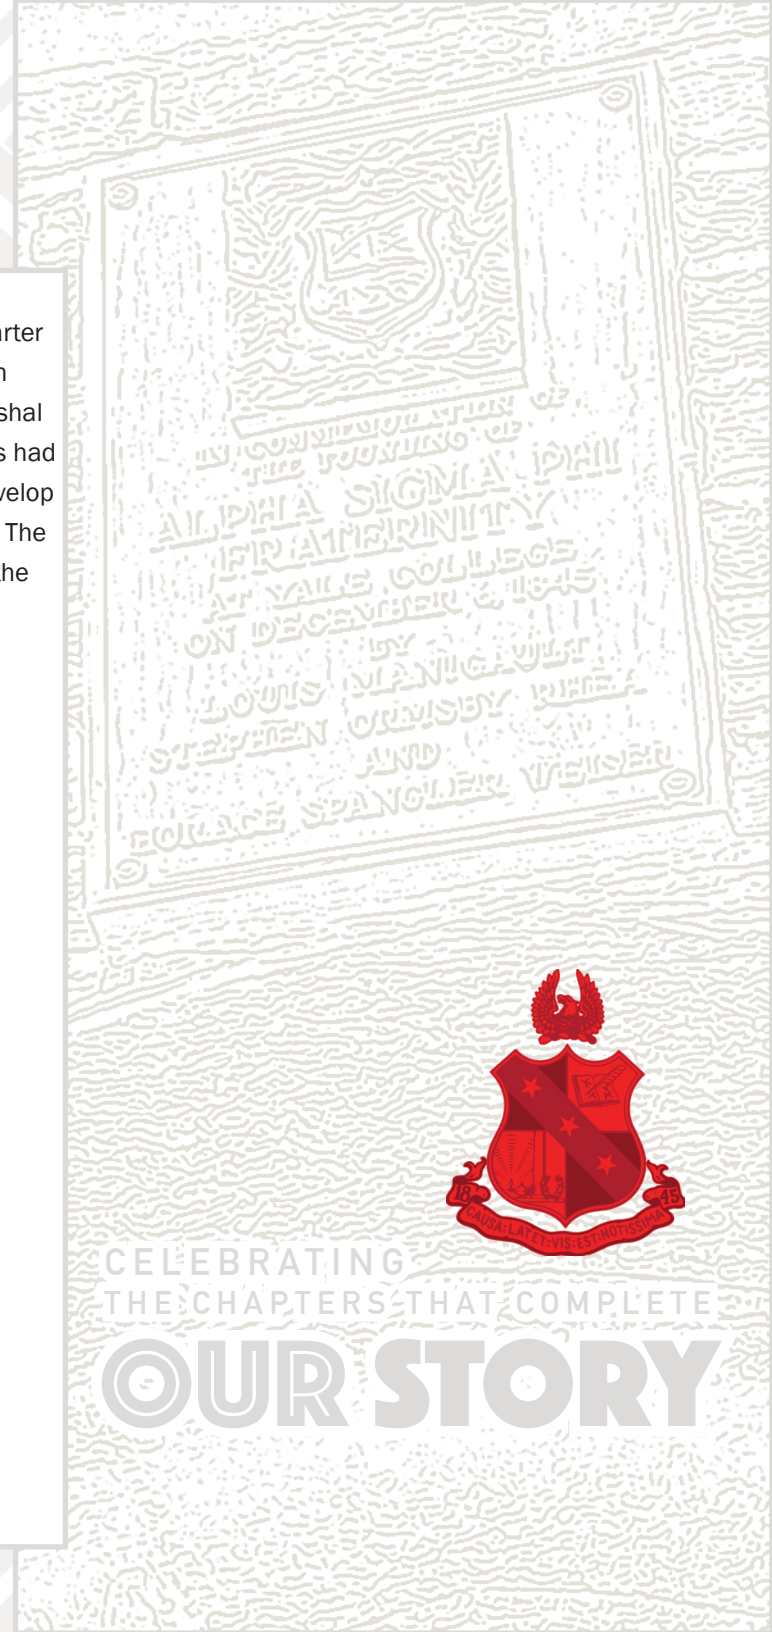 rter
n
shal
s had
velop
The
the
IN COMMEMORATION OF
THE FOUNDING OF
ALPHA SIGMA PHI
FRATERNITY
AT YALE COLLEGE
ON DECEMBER 6, 1845
BY
LOUIS MANIGAULT
STEPHEN ORMSBY RHEA
AND
HORACE SPANGLER WEISER
18 45
CAUSA:LATET:VIS:EST:NOTISSIMA
CELEBRATING
THE CHAPTERS THAT COMPLETE
OUR STORY